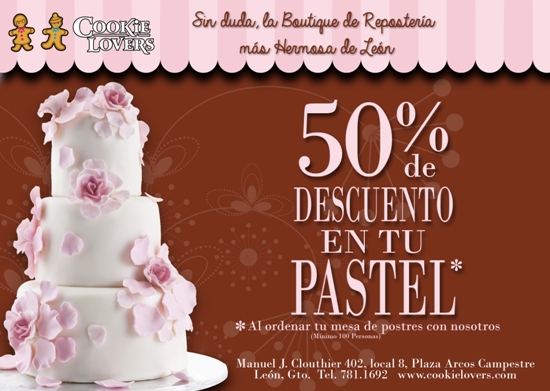 COOKIE
LOVERS
Sin duda, la Boutique de Repostería
más Hermosa de León
50%
de
DESCUENTO
EN TU
PASTEL*
* Al ordenar tu mesa de postres con nosotros
(Mínimo 100 Personas)
Manuel J. Clouthier 402, local 8, Plaza Arcos Campestre
León, Gto. Tel. 781.1692 www.cookielovers.com